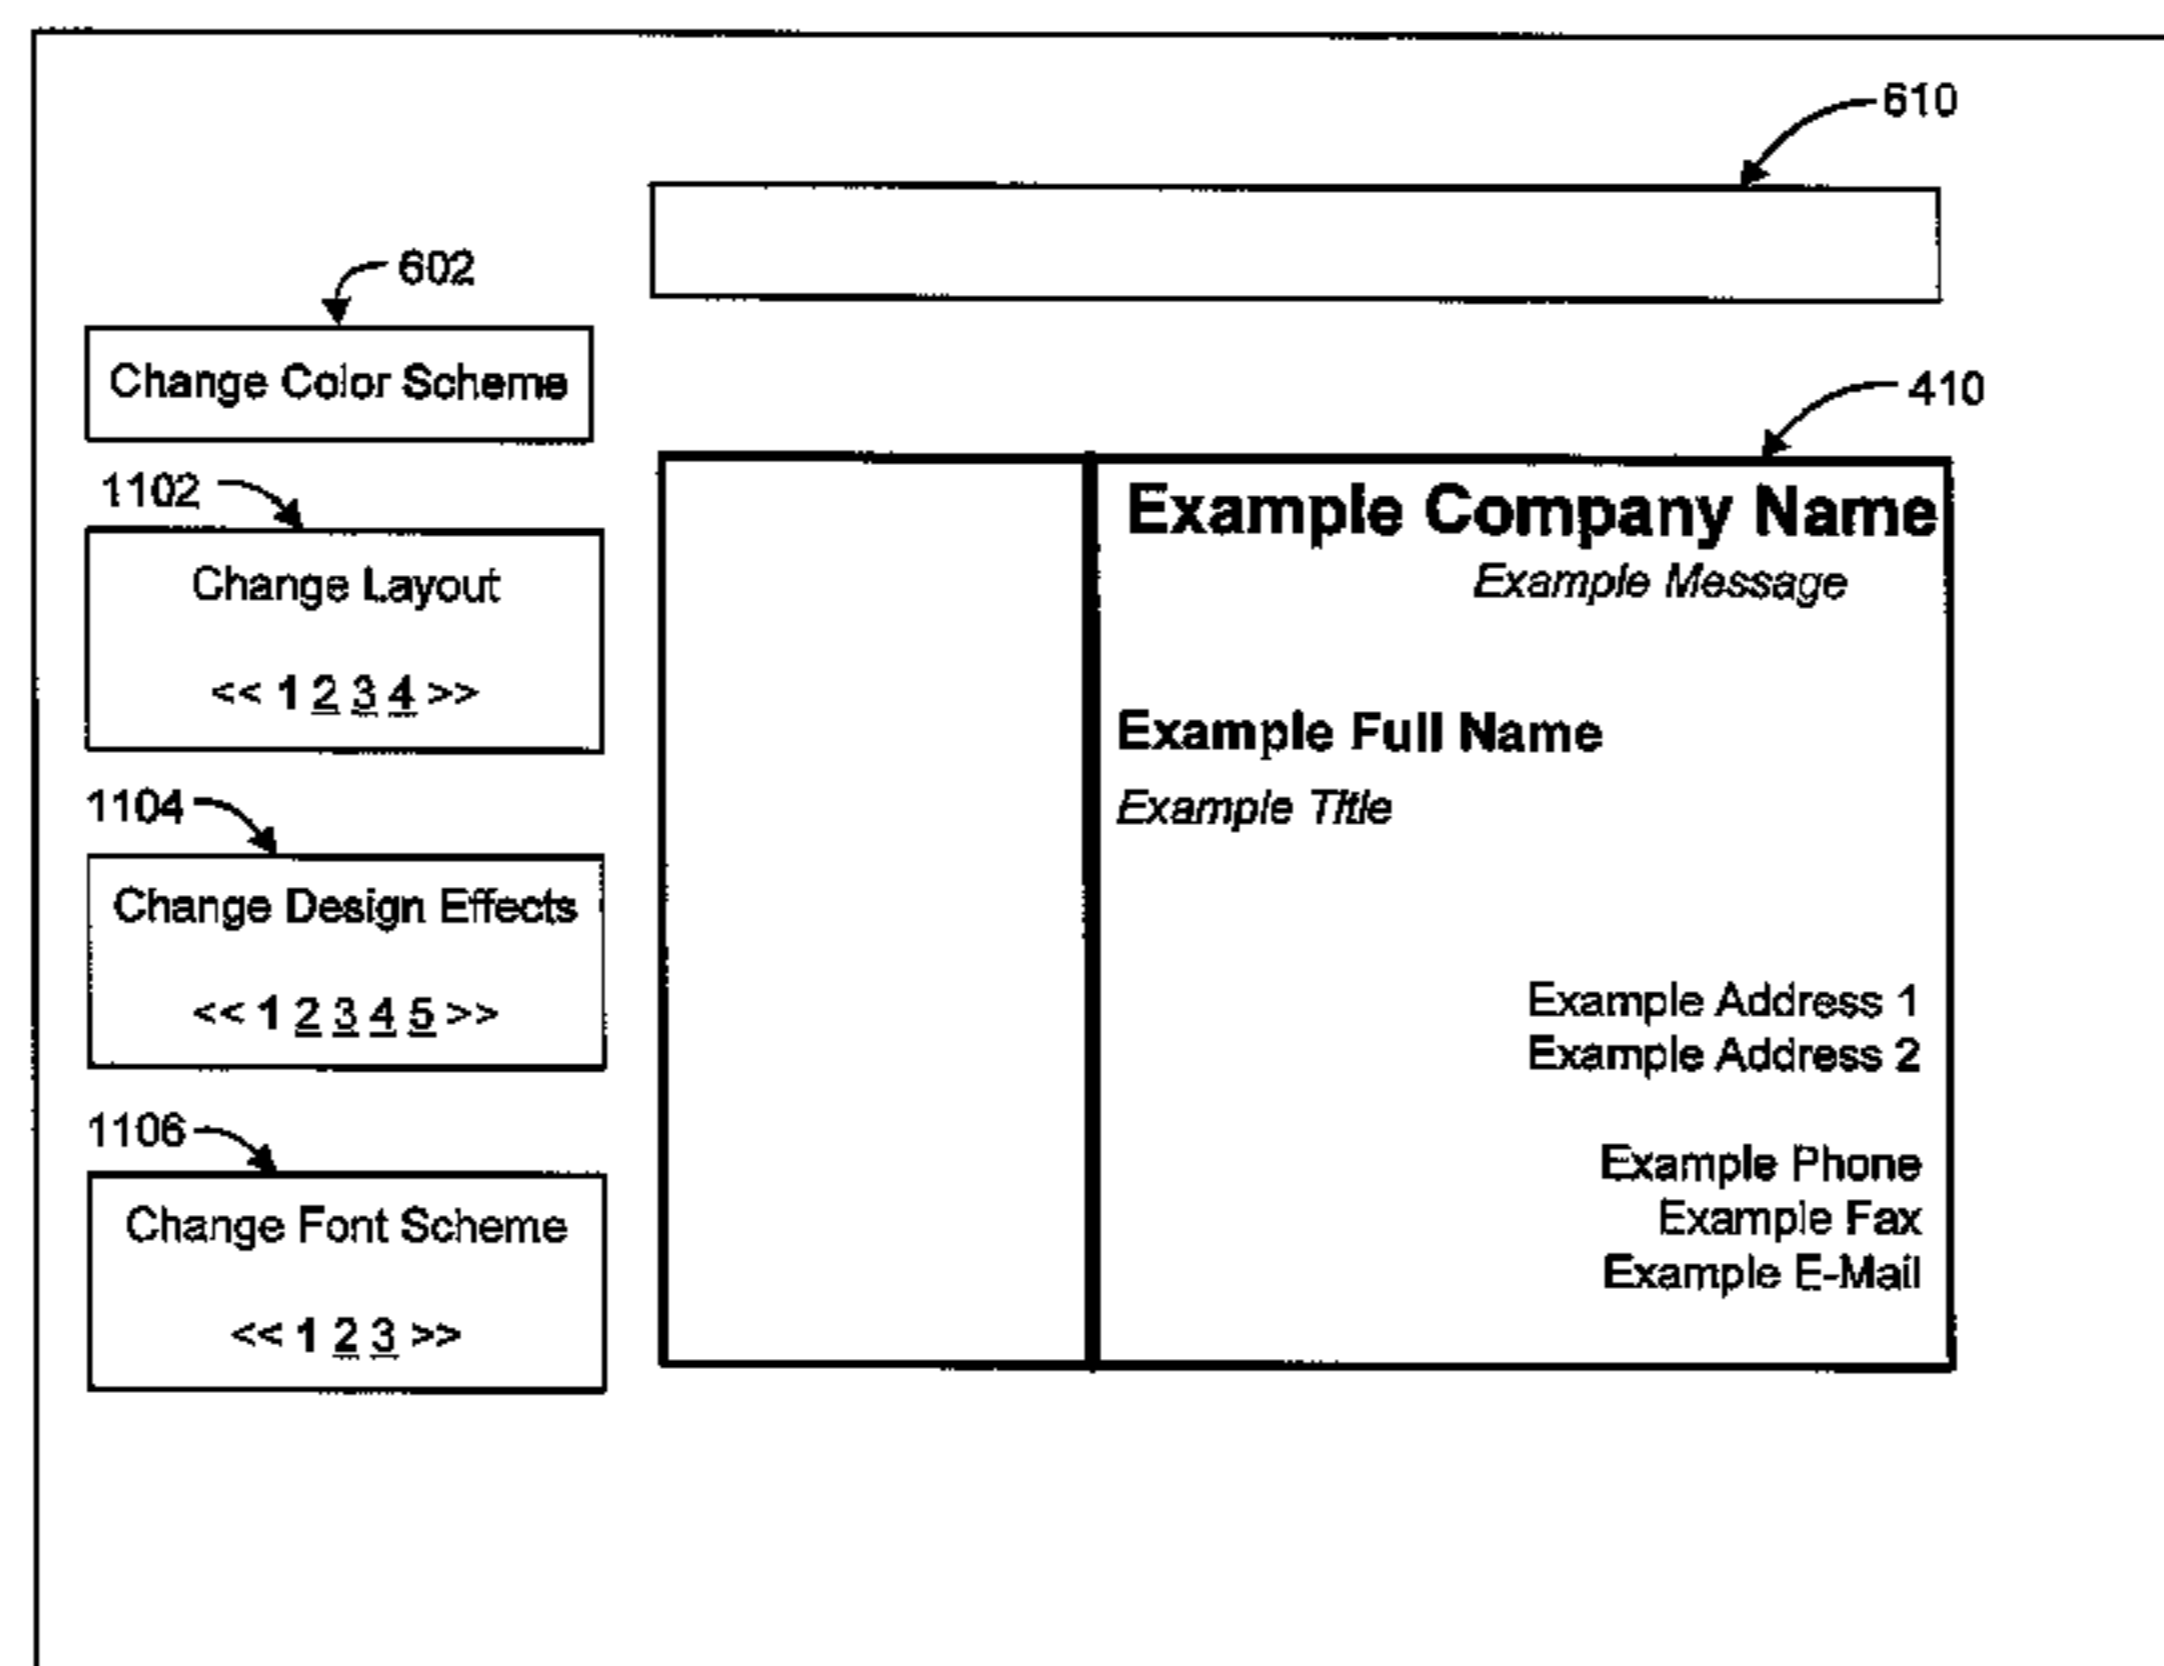 610
602
Change Color Scheme
410
1102
Change Layout
<< 1 2 3 4 >>
1104
Change Design Effects
<< 1 2 3 4 5 >>
1106
Change Font Scheme
<< 1 2 3 >>
Example Company Name
Example Message
Example Full Name
Example Title
Example Address 1
Example Address 2
Example Phone
Example Fax
Example E-Mail